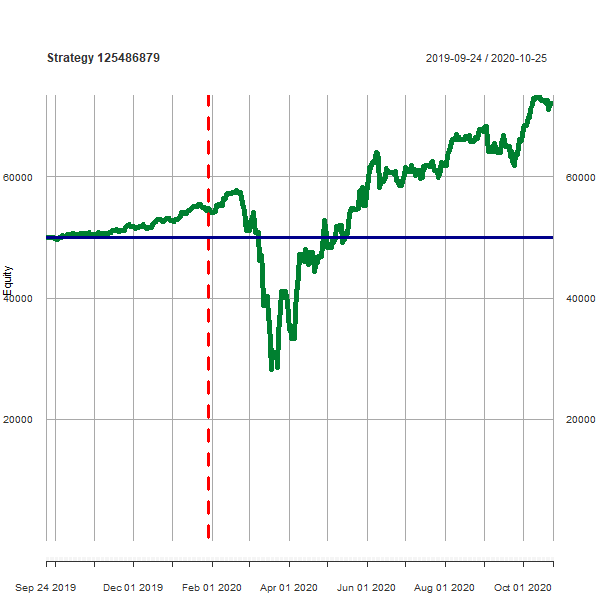 Strategy 125486879
2019-09-24 / 2020-10-25
60000
60000
Equity
40000
40000
20000
20000
Sep 24 2019
Dec 01 2019
Feb 01 2020
Apr 01 2020
Jun 01 2020
Aug 01 2020
Oct 01 2020